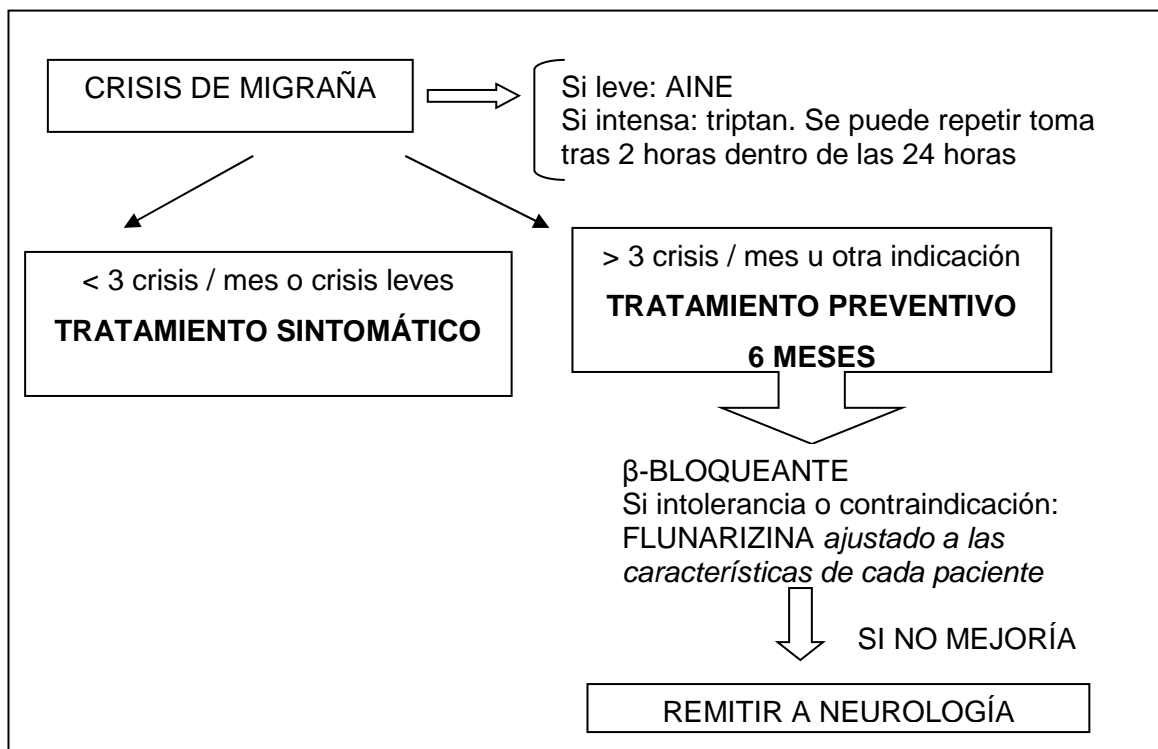 CRISIS DE MIGRAÑA
Si leve: AINE
Si intensa: triptan. Se puede repetir toma
tras 2 horas dentro de las 24 horas
< 3 crisis / mes o crisis leves
TRATAMIENTO SINTOMÁTICO
> 3 crisis / mes u otra indicación
TRATAMIENTO PREVENTIVO
6 MESES
β-BLOQUEANTE
Si intolerancia o contraindicación:
FLUNARIZINA ajustado a las
características de cada paciente
SI NO MEJORÍA
REMITIR A NEUROLOGÍA